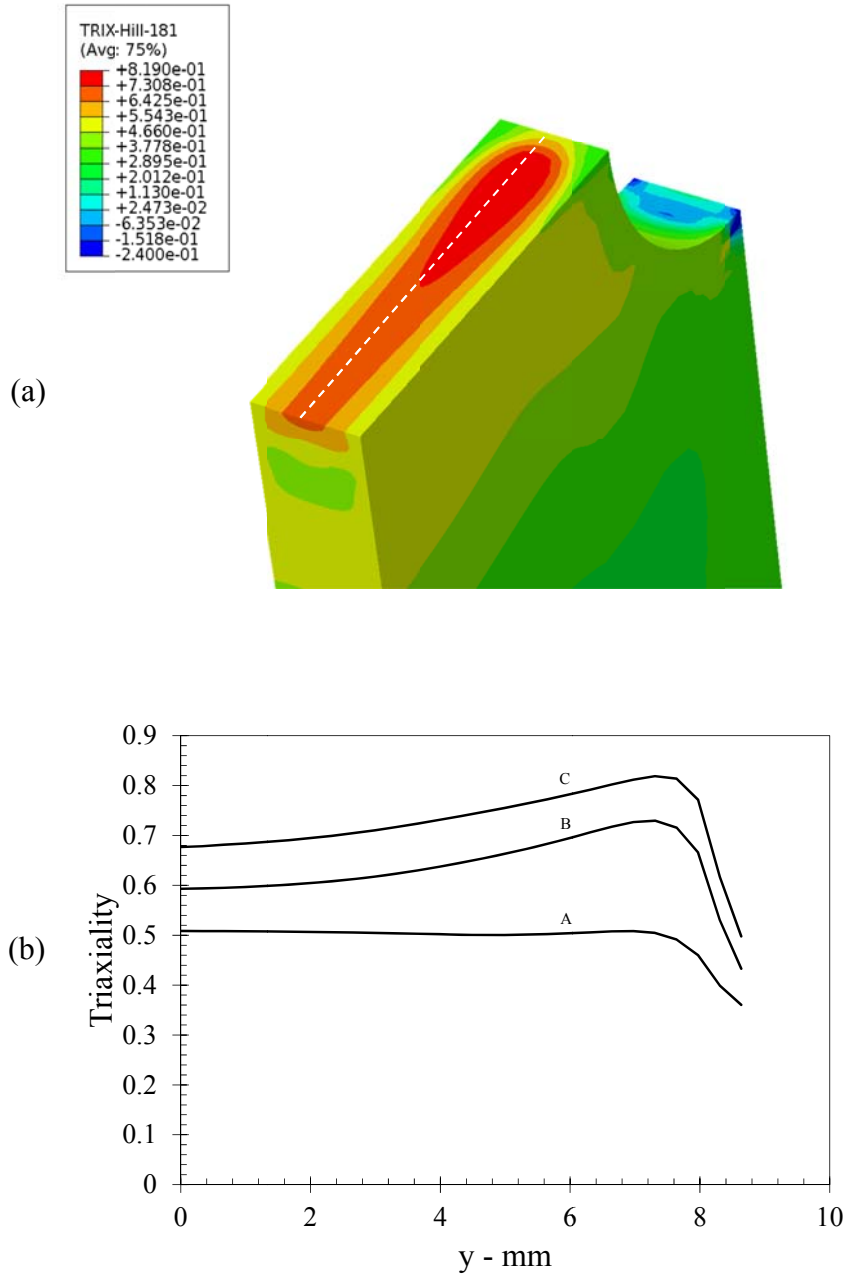 TRIX-Hill-181
(Avg: 75%)
+8.190e-01
+7.308e-01
+6.425e-01
+5.543e-01
+4.660e-01
+3.778e-01
+2.895e-01
+2.012e-01
+1.130e-01
+2.473e-02
-6.353e-02
-1.518e-01
-2.400e-01
(a)
(b)
Triaxiality
0.9
0.8
0.7
0.6
0.5
0.4
0.3
0.2
0.1
0
C
B
A
0 2 4 6 8 10
y - mm